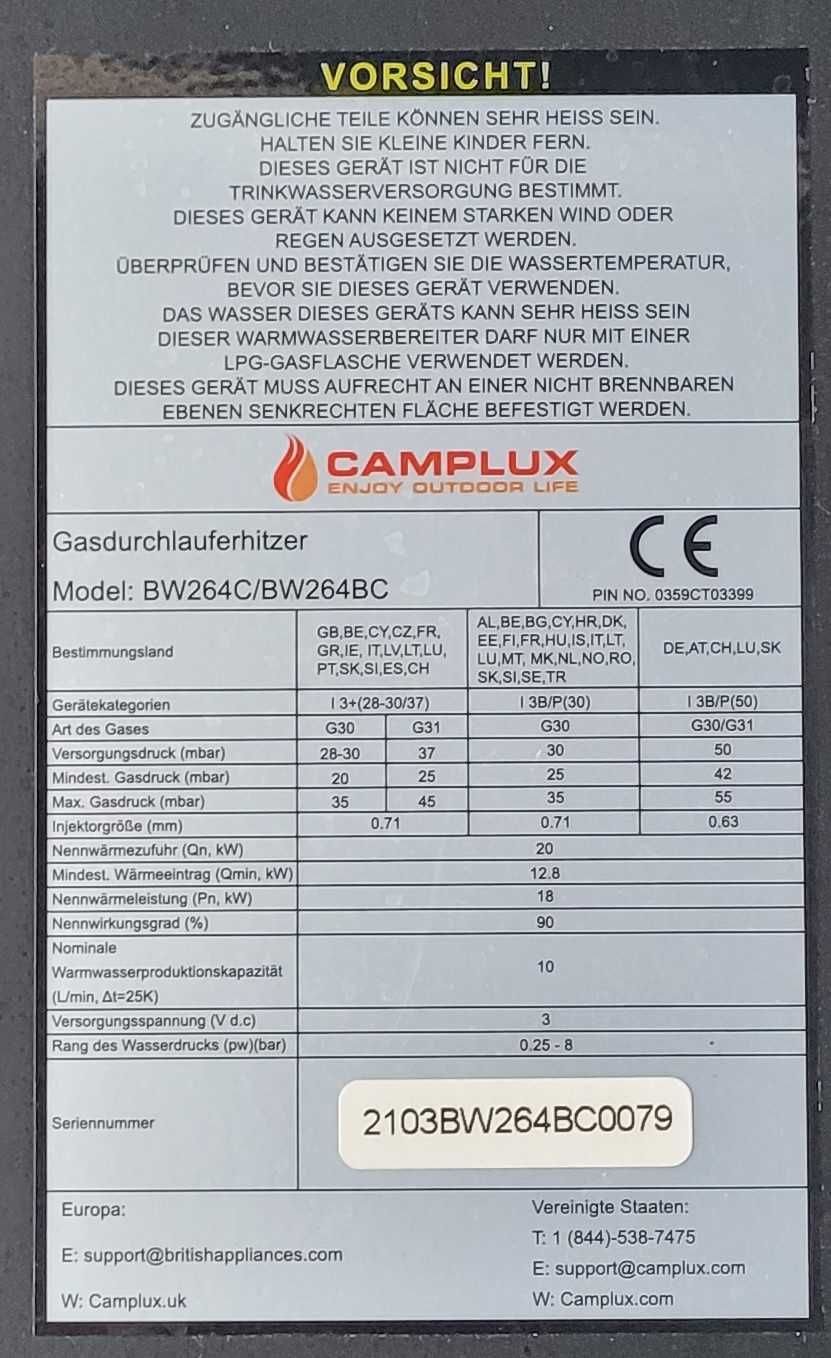 VORSICHT!
ZUGÄNGLICHE TEILE KÖNNEN SEHR HEISS SEIN.
HALTEN SIE KLEINE KINDER FERN.
DIESES GERÄT IST NICHT FÜR DIE
TRINKWASSERVERSORGUNG BESTIMMT.
DIESES GERÄT KANN KEINEM STARKEN WIND ODER
REGEN AUSGESETZT WERDEN.
ÜBERPRÜFEN UND BESTÄTIGEN SIE DIE WASSERTEMPERATUR,
BEVOR SIE DIESES GERÄT VERWENDEN.
DAS WASSER DIESES GERÄTS KANN SEHR HEISS SEIN
DIESER WARMWASSERBEREITER DARF NUR MIT EINER
LPG-GASFLASCHE VERWENDET WERDEN.
DIESES GERÄT MUSS AUFRECHT AN EINER NICHT BRENNBAREN
EBENEN SENKRECHTEN FLÄCHE BEFESTIGT WERDEN.
CAMPLUX
ENJOY OUTDOOR LIFE
Gasdurchlauferhitzer
Model: BW264C/BW264BC
CE
PIN NO. 0359CT03399
Bestimmungsland
GB,BE,CY,CZ,FR,
GR,IE, IT,LV,LT,LU,
PT,SK,SI,ES,CH
AL,BE,BG,CY,HR,DK,
EE,FI,FR,HU,IS,IT,LT,
LU,MT, MK,NL,NO,RO,
SK,SI,SE,TR
DE,AT,CH,LU,SK
Gerätekategorien I 3+(28-30/37) I 3B/P(30) I 3B/P(50)
Art des Gases G30 G31 G30 G30/G31
Versorgungsdruck (mbar) 28-30 37 30 50
Mindest. Gasdruck (mbar) 20 25 25 42
Max. Gasdruck (mbar) 35 45 35 55
Injektorgröße (mm) 0.71 0.71 0.63
Nennwärmezufuhr (Qn, kW) 20
Mindest. Wärmeeintrag (Qmin, kW) 12.8
Nennwärmeleistung (Pn, kW) 18
Nennwirkungsgrad (%) 90
Nominale
Warmwasserproduktionskapazität
(L/min, Δt=25K)
10
Versorgungsspannung (V d.c) 3
Rang des Wasserdrucks (pw)(bar) 0.25 - 8
Seriennummer 2103BW264BC0079
Europa:
E: support@britishappliances.com
W: Camplux.uk
Vereinigte Staaten:
T: 1 (844)-538-7475
E: support@camplux.com
W: Camplux.com